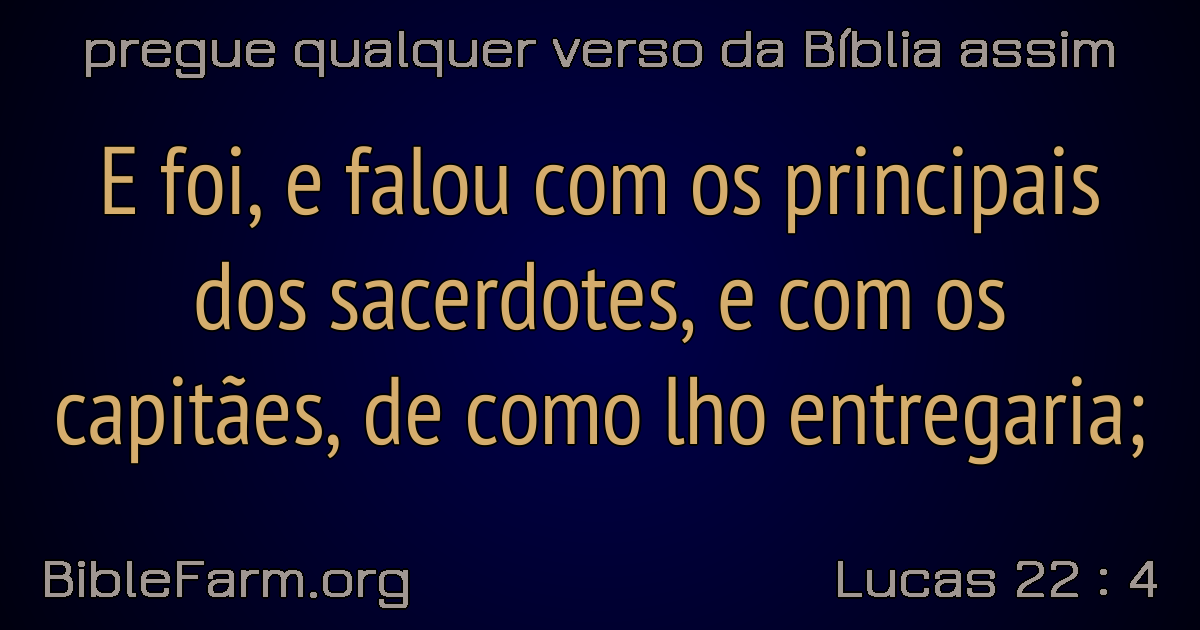 pregue qualquer verso da Bíblia assim
E foi, e falou com os principais
dos sacerdotes, e com os
capitães, de como lho entregaria;
BibleFarm.org
Lucas 22 : 4